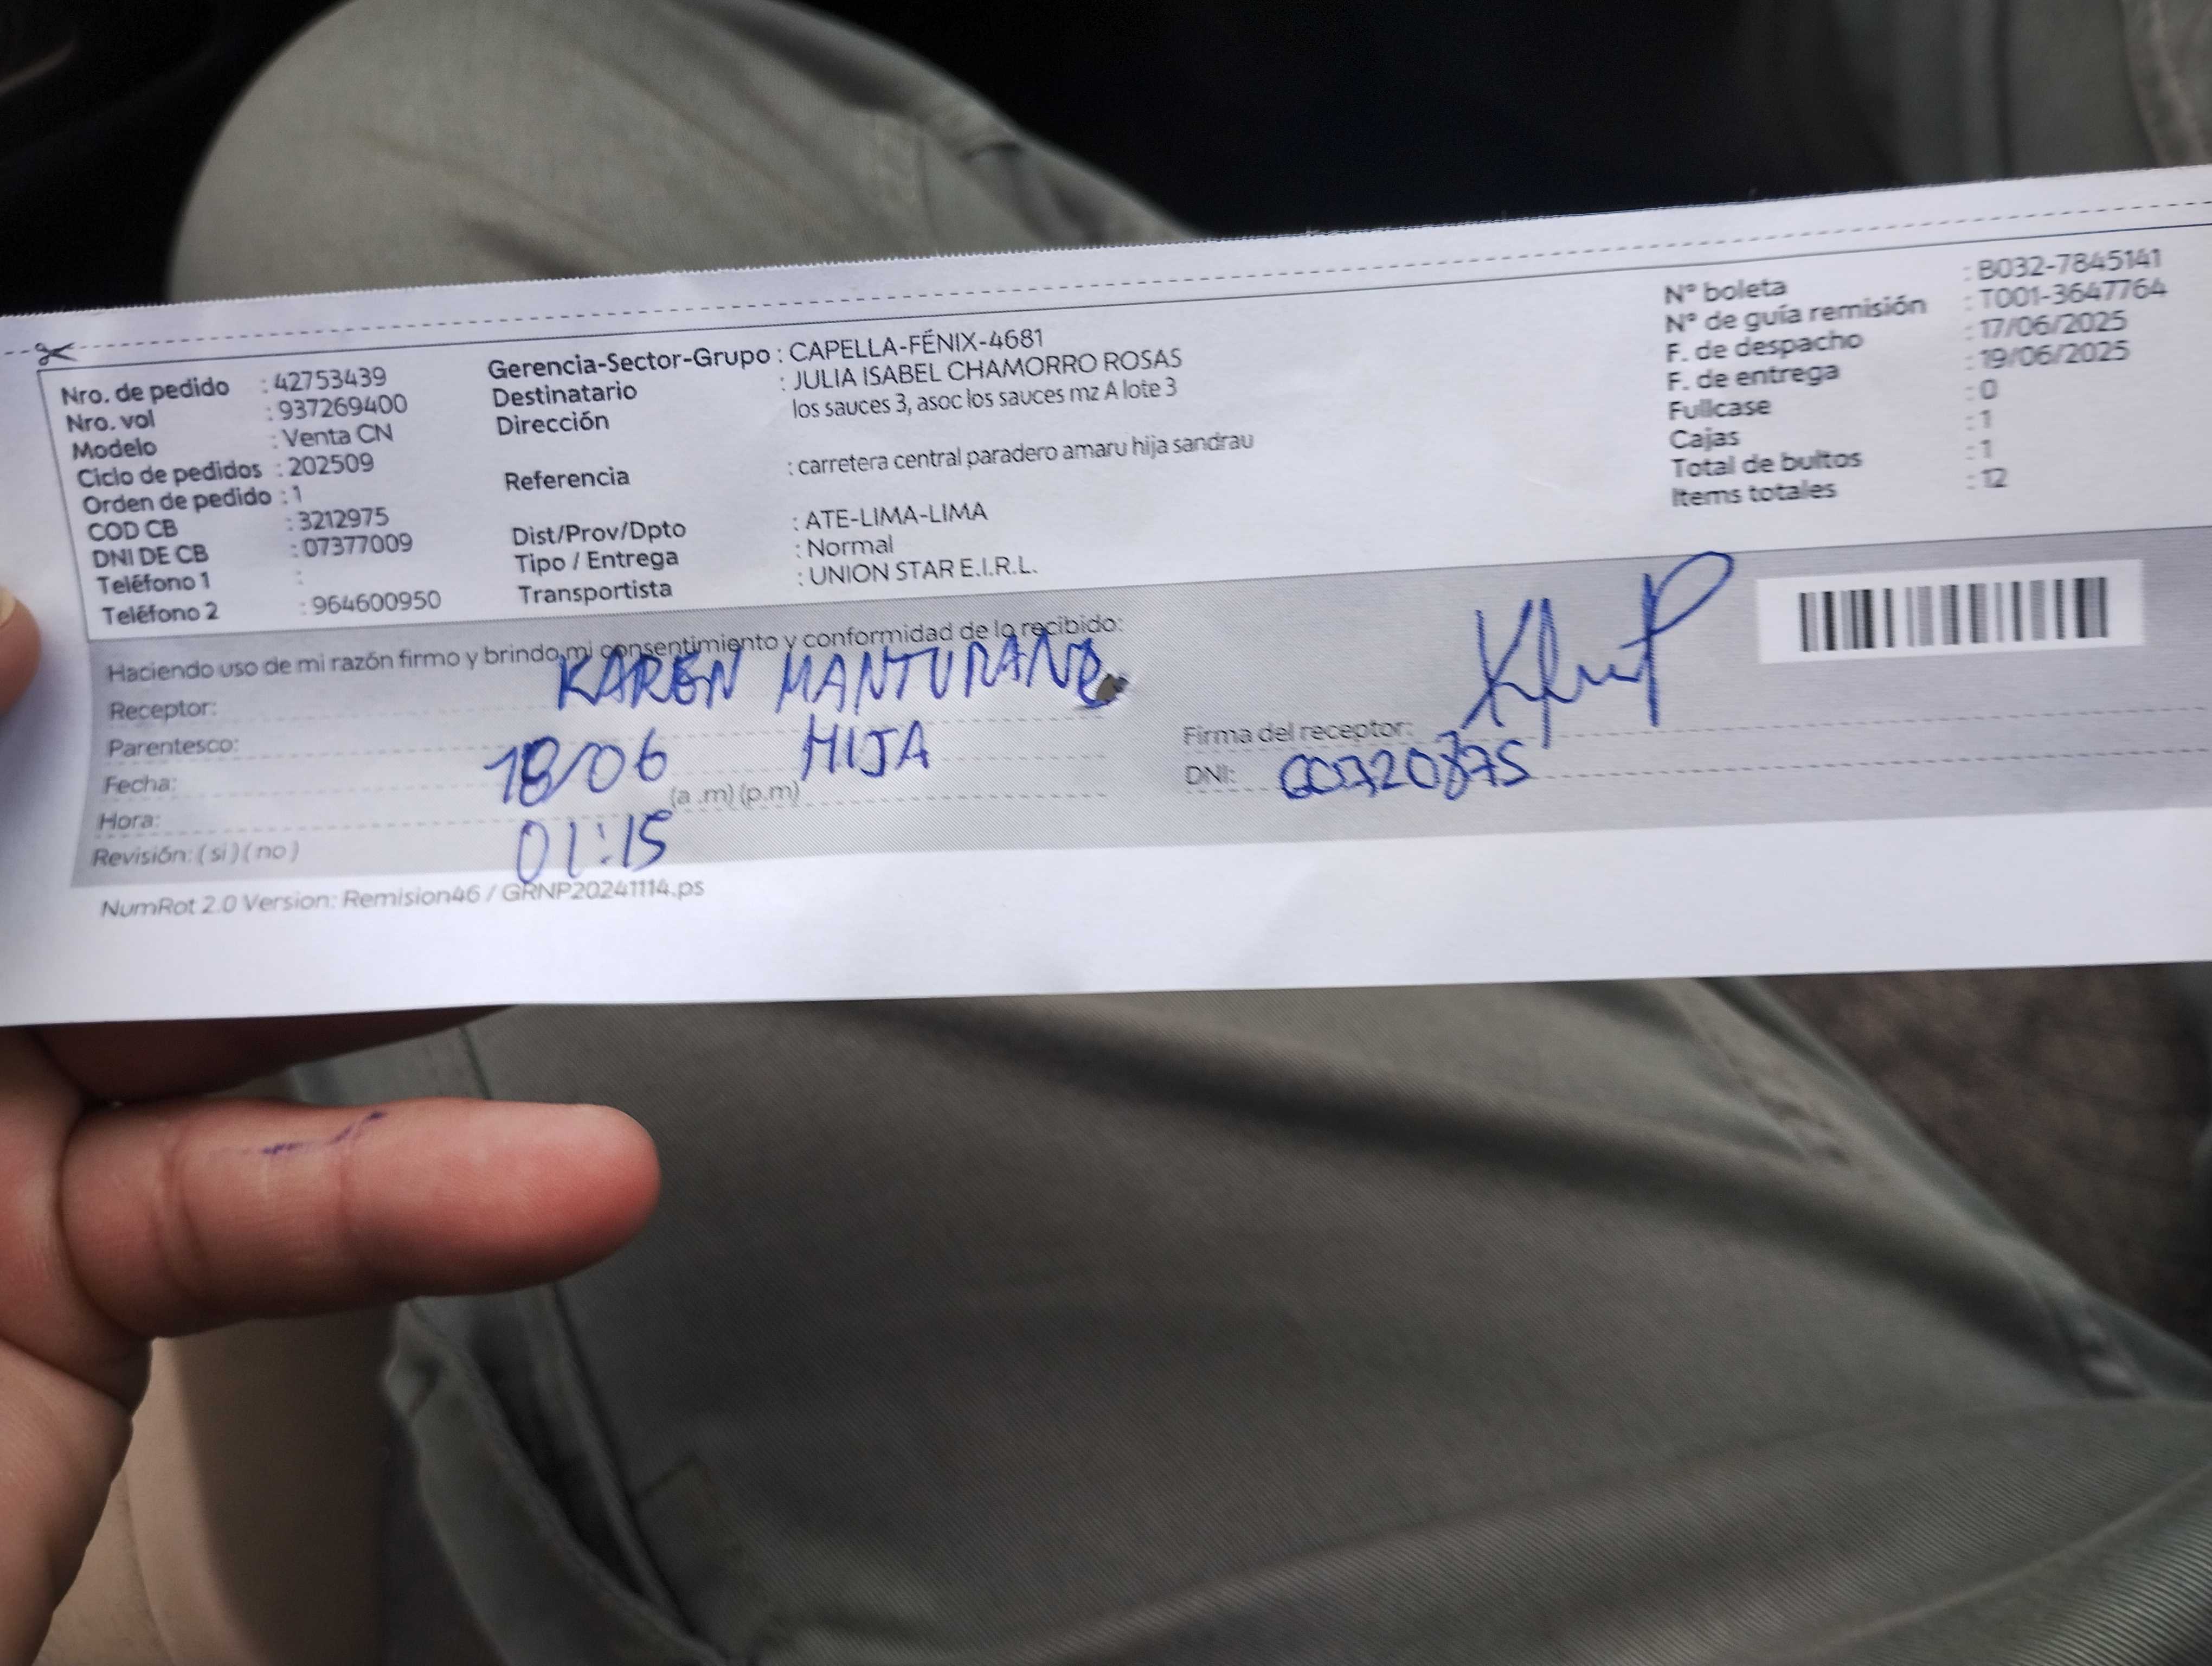 Nro. de pedido : 42753439
Nro. vol : 937269400
Modelo : Venta CN
Ciclo de pedidos : 202509
Orden de pedido : 1
COD CB : 3212975
DNI DE CB : 07377009
Teléfono 1 :
Teléfono 2 : 964600950
Gerencia-Sector-Grupo : CAPELLA-FÉNIX-4681
Destinatario : JULIA ISABEL CHAMORRO ROSAS
Dirección los sauces 3, asoc los sauces mz A lote 3
Referencia : carretera central paradero amaru hija sandrau
Dist/Prov/Dpto : ATE-LIMA-LIMA
Tipo / Entrega : Normal
Transportista : UNION STAR E.I.R.L.
N° boleta : B032-7845141
N° de guía remisión : T001-3647764
F. de despacho : 17/06/2025
F. de entrega : 19/06/2025
Fullcase : 0
Cajas : 1
Total de bultos : 1
Items totales : 12
Haciendo uso de mi razón firmo y brindo mi consentimiento y conformidad de lo recibido:
Receptor: KAREN
Parentesco: HIJA
Fecha: 18/06
Hora: 01:15 (a .m) (p.m)
Revisión: ( si ) ( no )
Firma del receptor:
DNI:
NumRot 2.0 Version: Remision46 / GRNP20241114.ps